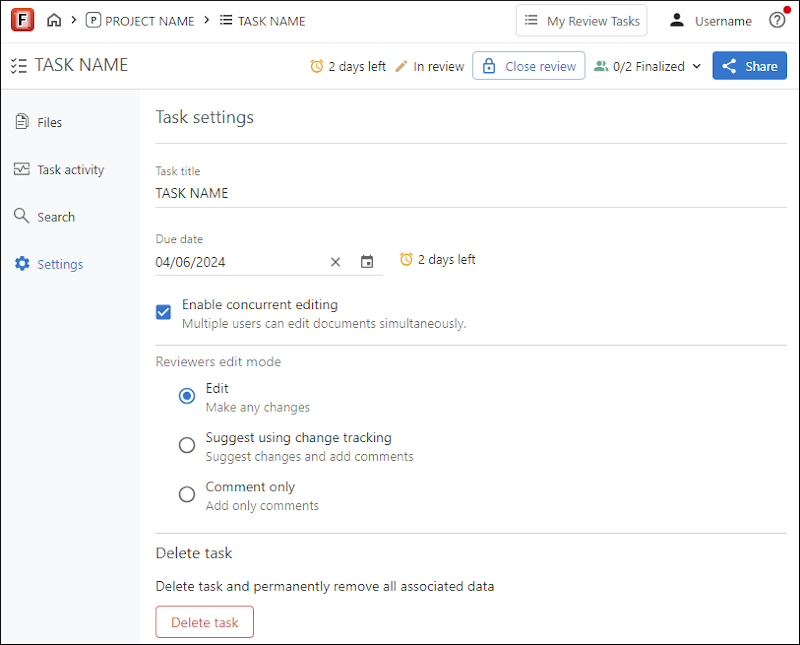 F > P PROJECT NAME > TASK NAME My Review Tasks Username ?
TASK NAME 2 days left In review Close review 0/2 Finalized Share
Files
Task activity
Search
Settings
Task settings
Task title
TASK NAME
Due date
04/06/2024 2 days left
Enable concurrent editing
Multiple users can edit documents simultaneously.
Reviewers edit mode
Edit
Make any changes
Suggest using change tracking
Suggest changes and add comments
Comment only
Add only comments
Delete task
Delete task and permanently remove all associated data
Delete task